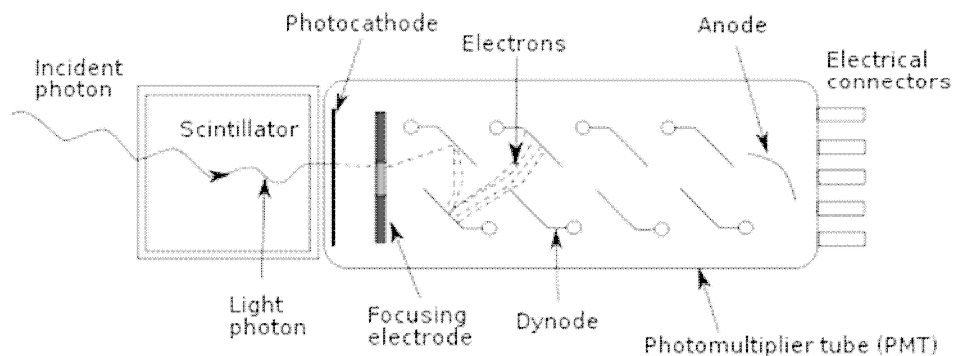 Photocathode
Electrons
Anode
Incident
photon
Electrical
connectors
Scintillator
Light
photon
Focusing
electrode
Dynode
Photomultiplier tube (PMT)